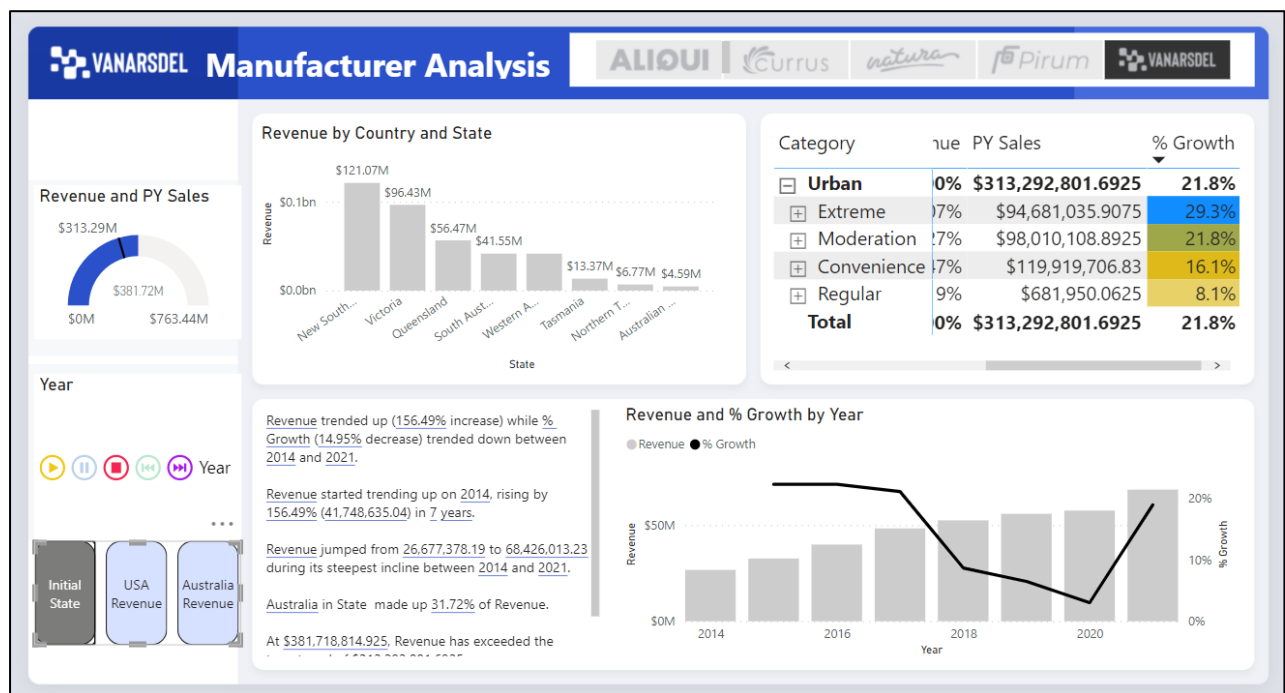 VANARSDEL Manufacturer Analysis
ALIQUI Currus natura Pirum VANARSDEL
Revenue and PY Sales
$313.29M
$381.72M
$0M $763.44M
Year
Year
Initial State
USA Revenue
Australia Revenue
Revenue by Country and State
Revenue
$0.1bn
$0.0bn
$121.07M
$96.43M
$56.47M
$41.55M
$13.37M
$6.77M
$4.59M
New South...
Victoria
Queensland
South Aust...
Western A...
Tasmania
Northern T...
Australian ...
State
Category nue PY Sales % Growth
Urban 00% $313,292,801.6925 21.8%
Extreme 07% $94,681,035.9075 29.3%
Moderation 27% $98,010,108.8925 21.8%
Convenience 47% $119,919,706.83 16.1%
Regular 9% $681,950.0625 8.1%
Total 00% $313,292,801.6925 21.8%
Revenue trended up (156.49% increase) while %
Growth (14.95% decrease) trended down between
2014 and 2021.
Revenue started trending up on 2014, rising by
156.49% (41,748,635.04) in 7 years.
Revenue jumped from 26,677,378.19 to 68,426,013.23
during its steepest incline between 2014 and 2021.
Australia in State made up 31.72% of Revenue.
At $381,718,814.925, Revenue has exceeded the
Revenue and % Growth by Year
Revenue % Growth
Revenue
$50M
$0M
2014 2016 2018 2020
Year
20%
10%
0%
% Growth